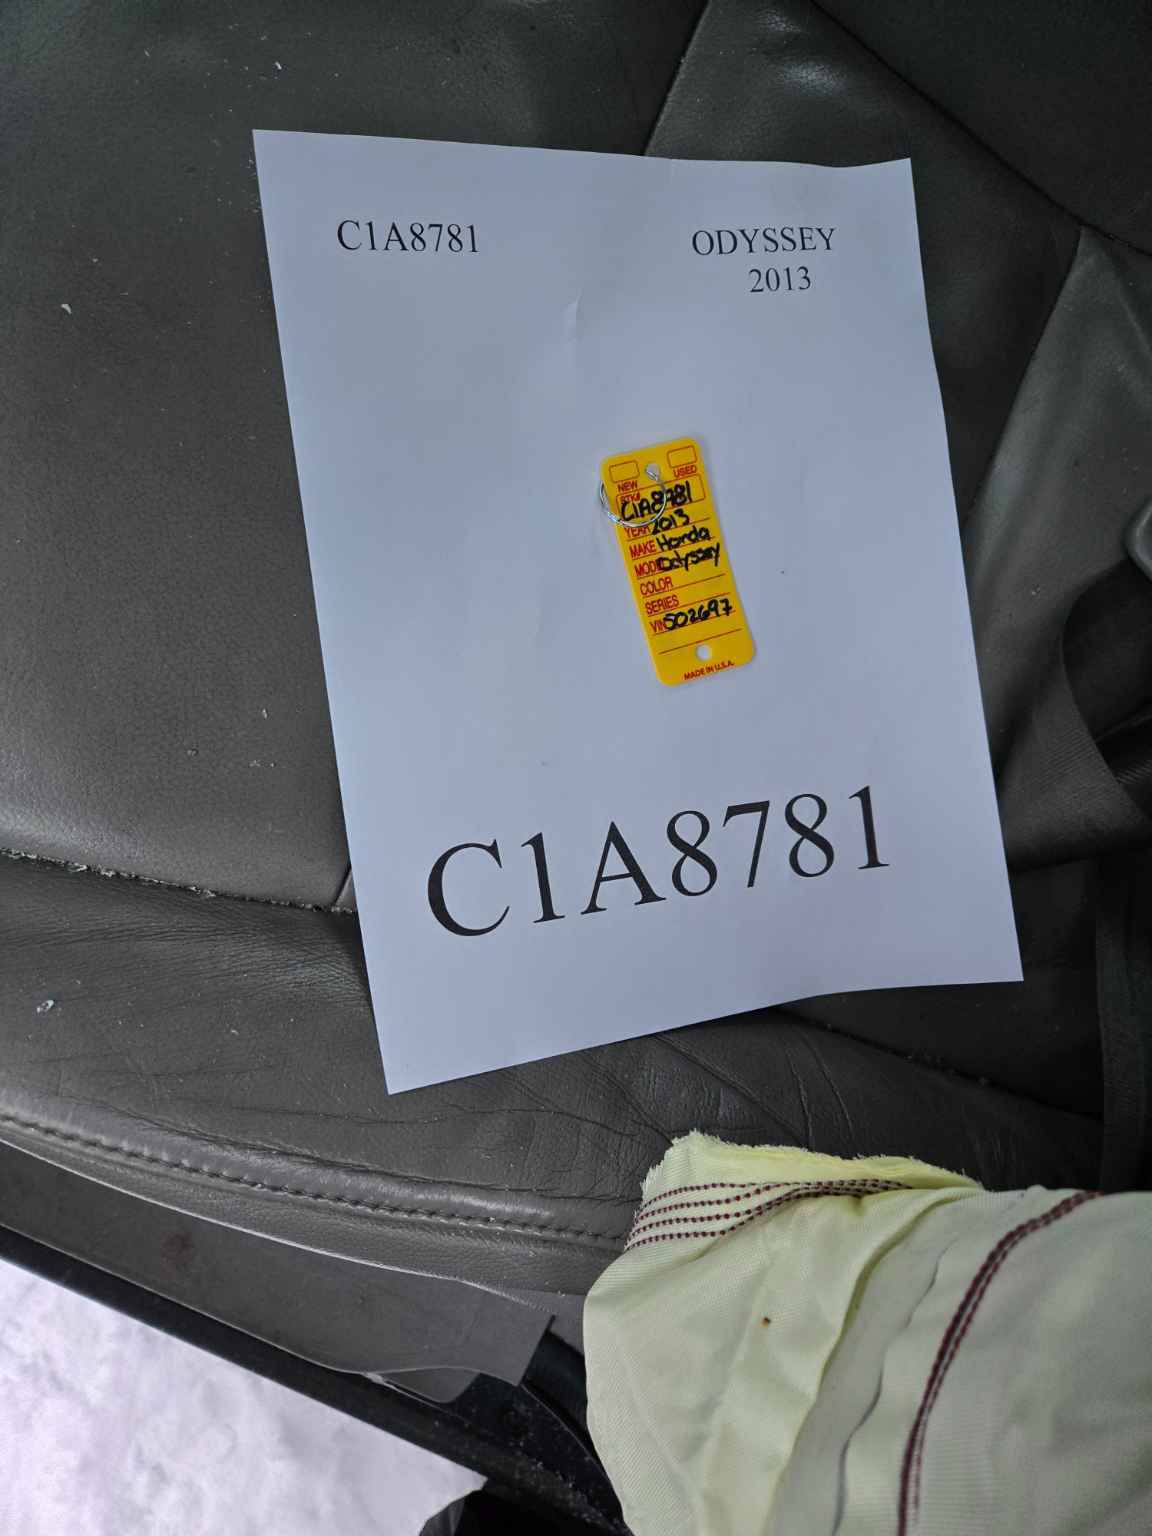 C1A8781
ODYSSEY
2013
NEW
USED
STK#
C1A8781
YEAR 2013
MAKE Honda
MODEL Odyssey
COLOR
SERIES
VIN 502697
MADE IN U.S.A.
C1A8781